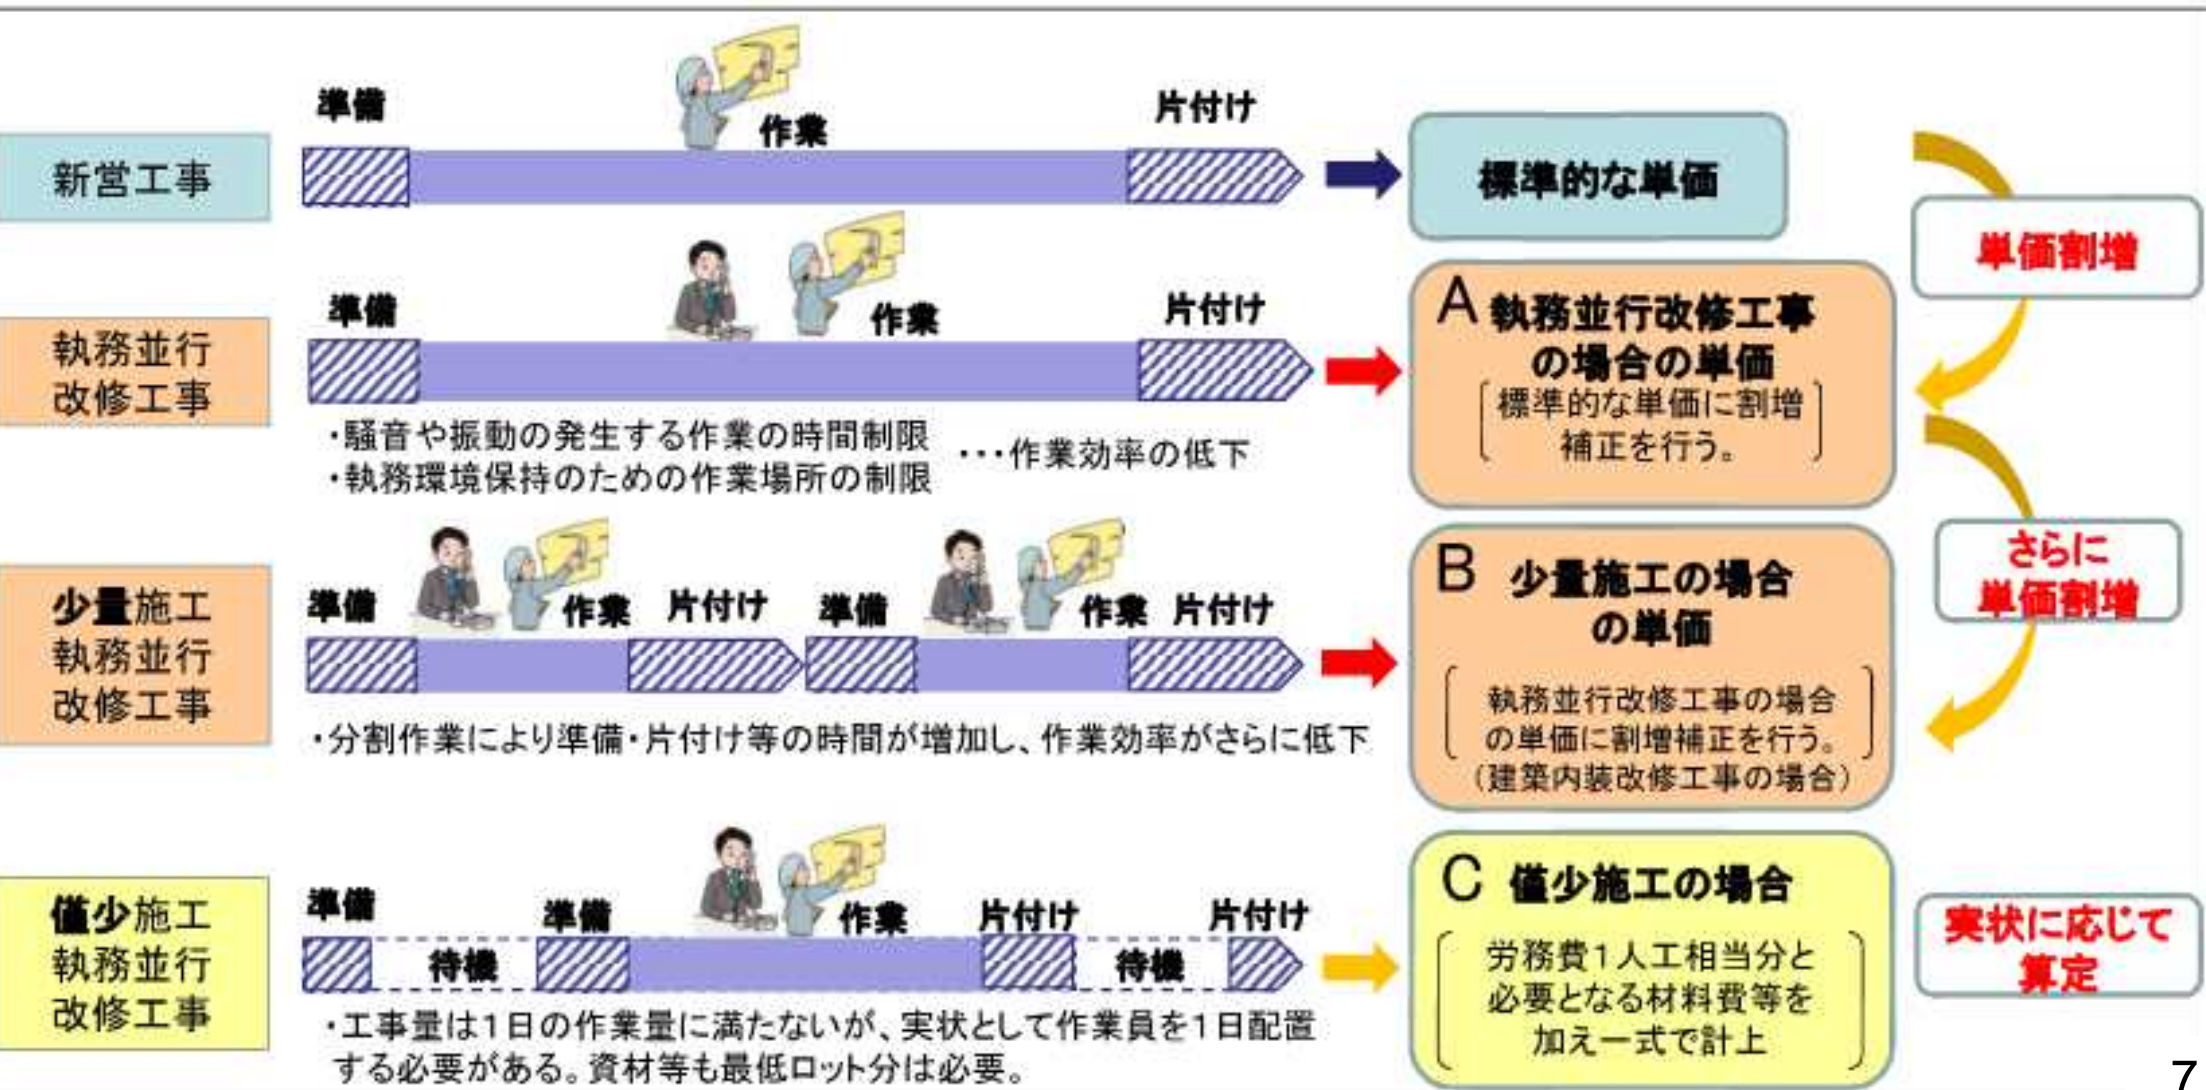 新営工事
準備
作業
片付け
標準的な単価
単価割増
執務並行
改修工事
準備
作業
片付け
・騒音や振動の発生する作業の時間制限
・執務環境保持のための作業場所の制限
・・・作業効率の低下
A 執務並行改修工事
の場合の単価
標準的な単価に割増
補正を行う。
さらに
単価割増
少量施工
執務並行
改修工事
準備
作業
片付け
準備
作業
片付け
・分割作業により準備・片付け等の時間が増加し、作業効率がさらに低下
B 少量施工の場合
の単価
執務並行改修工事の場合
の単価に割増補正を行う。
(建築内装改修工事の場合)
僅少施工
執務並行
改修工事
準備
待機
準備
作業
片付け
待機
片付け
・工事量は1日の作業量に満たないが、実状として作業員を1日配置
する必要がある。資材等も最低ロット分は必要。
C 僅少施工の場合
労務費1人工相当分と
必要となる材料費等を
加え一式で計上
実状に応じて
算定
7